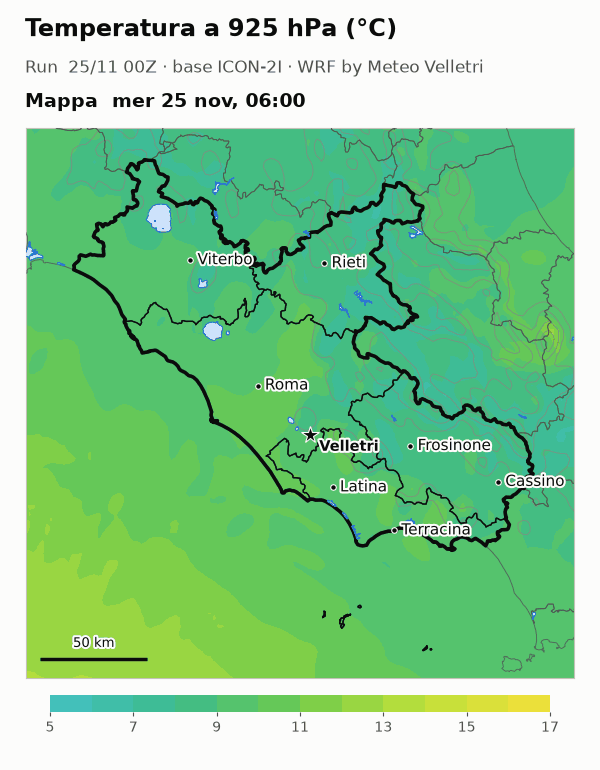 Temperatura a 925 hPa (°C)
Run  25/11 00Z · base ICON-2I · WRF by Meteo Velletri
Mappa  mer 25 nov, 06:00
Viterbo
Rieti
Roma
Velletri
Frosinone
Latina
Cassino
Terracina
50 km
5 7 9 11 13 15 17